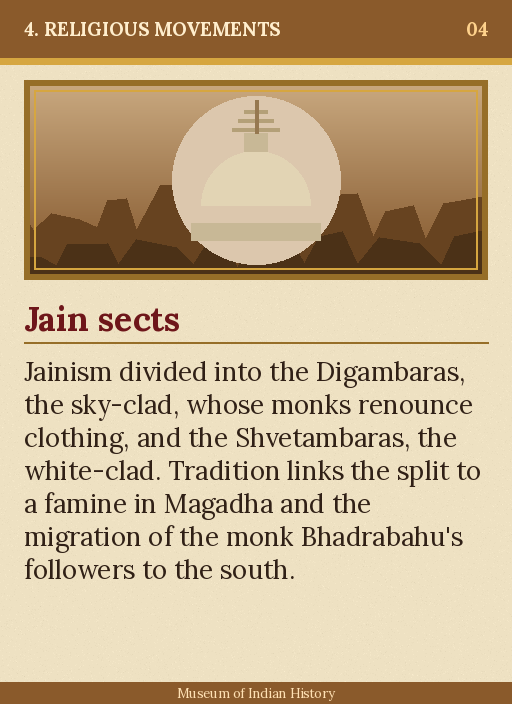 4. RELIGIOUS MOVEMENTS
04
Jain sects
Jainism divided into the Digambaras,
the sky-clad, whose monks renounce
clothing, and the Shvetambaras, the
white-clad. Tradition links the split to
a famine in Magadha and the
migration of the monk Bhadrabahu's
followers to the south.
Museum of Indian History